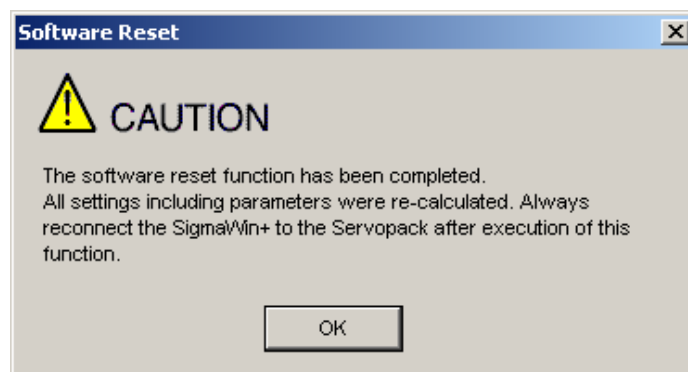 Software Reset
CAUTION
The software reset function has been completed.
All settings including parameters were re-calculated. Always
reconnect the SigmaWin+ to the Servopack after execution of this
function.
OK